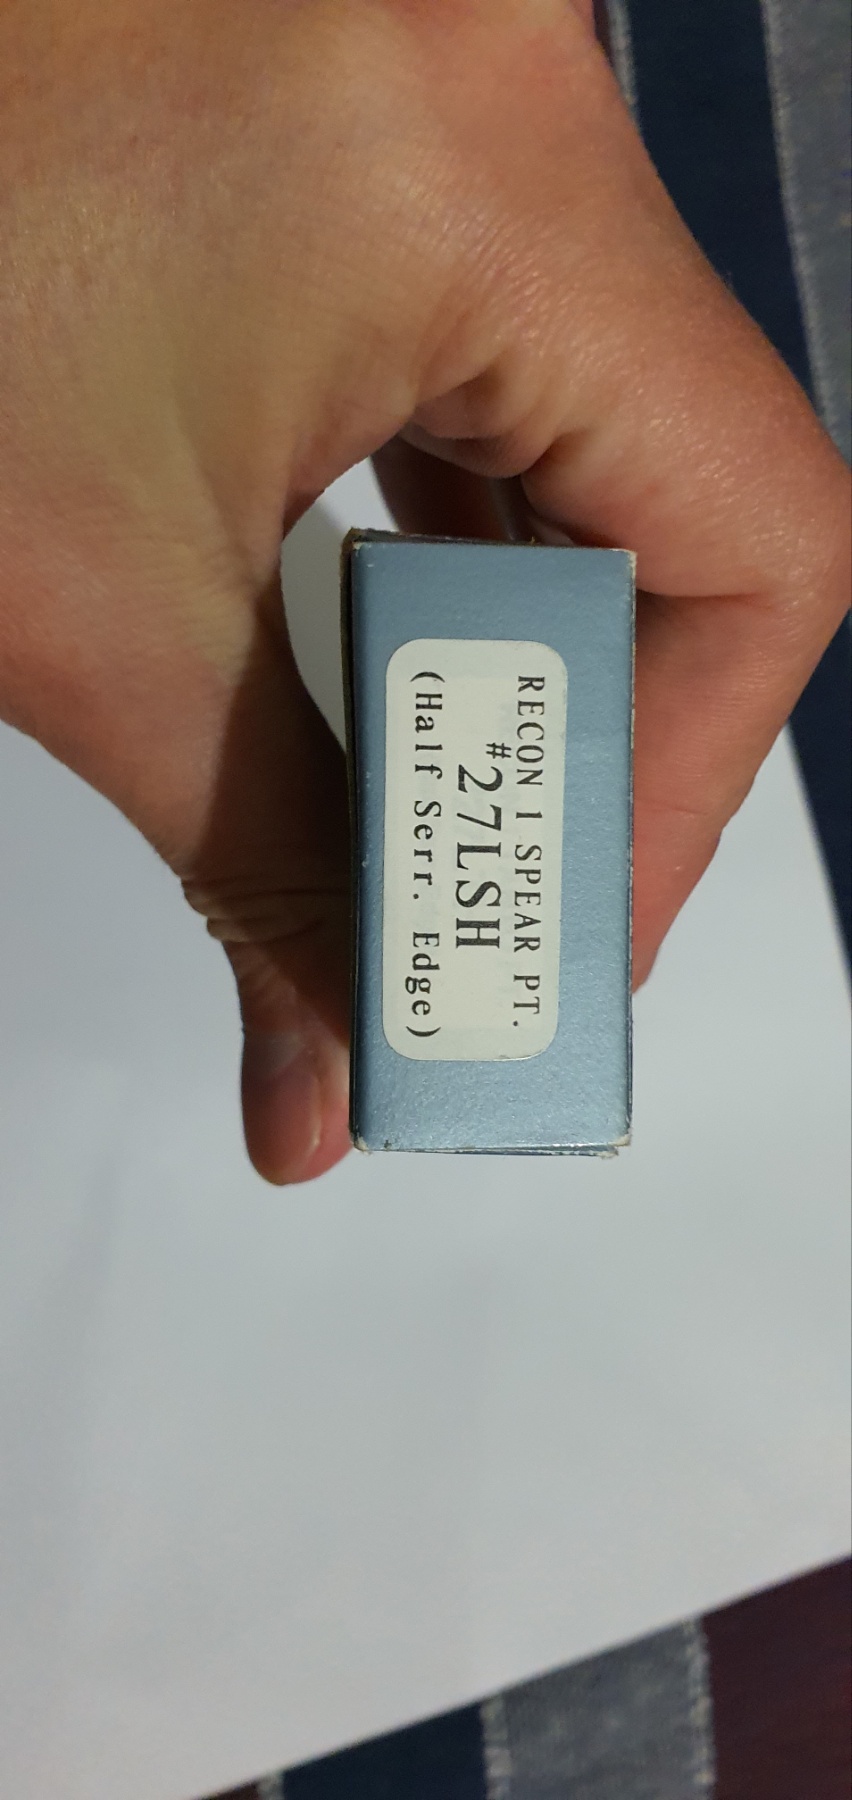 RECON 1 SPEAR PT.
#27LSH
(Half Serr. Edge)